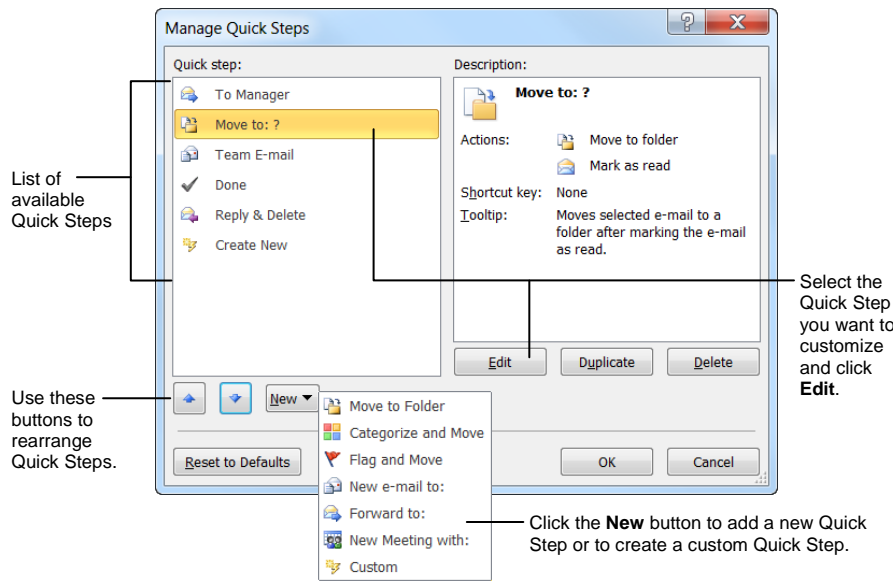 Manage Quick Steps
Quick step:
To Manager
Move to: ?
Team E-mail
Done
Reply & Delete
Create New
Description:
Move to: ?
Actions:
Move to folder
Mark as read
Shortcut key: None
Tooltip: Moves selected e-mail to a
folder after marking the e-mail
as read.
Edit
Duplicate
Delete
New
Move to Folder
Categorize and Move
Flag and Move
New e-mail to:
Forward to:
New Meeting with:
Custom
Reset to Defaults
OK
Cancel
List of
available
Quick Steps
Use these
buttons to
rearrange
Quick Steps.
Select the
Quick Step
you want to
customize
and click
Edit.
Click the New button to add a new Quick
Step or to create a custom Quick Step.